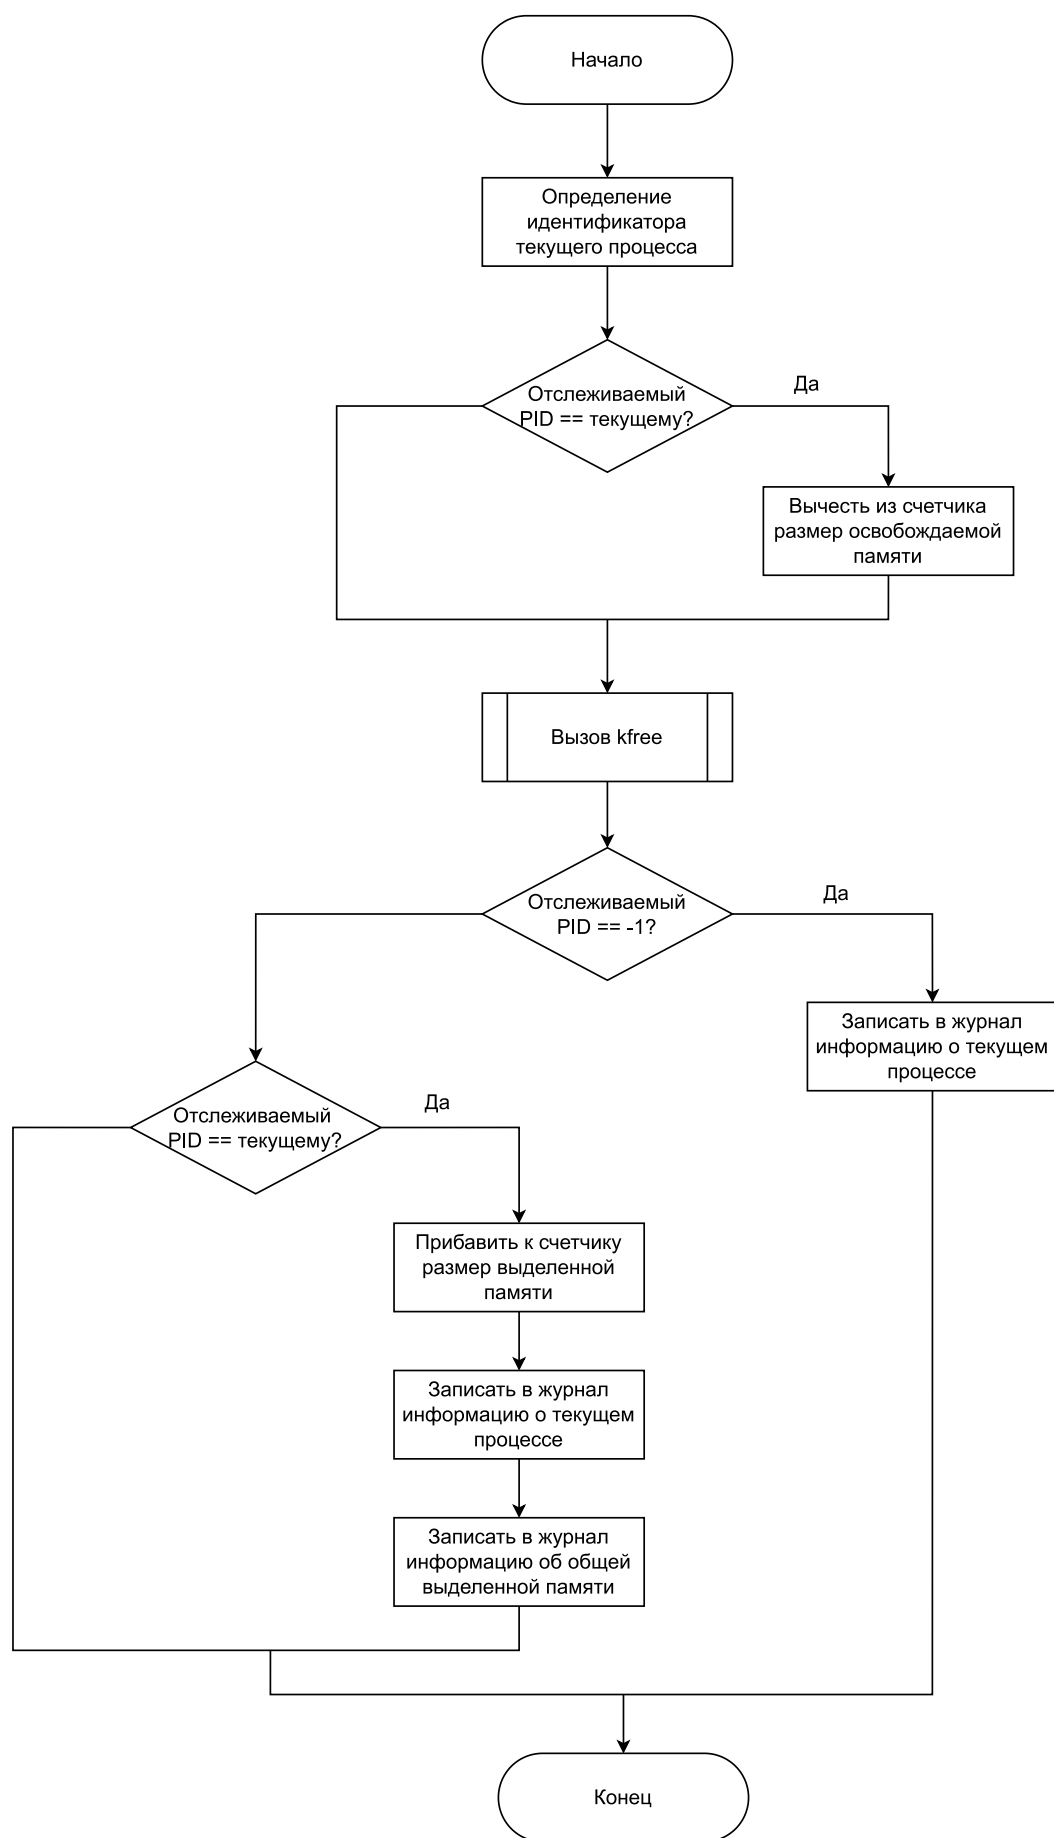 Начало
Определение
идентификатора
текущего процесса
Отслеживаемый
PID == текущему?
Да
Вычесть из счетчика
размер освобождаемой
памяти
Вызов kfree
Отслеживаемый
PID == -1?
Да
Записать в журнал
информацию о текущем
процессе
Отслеживаемый
PID == текущему?
Да
Прибавить к счетчику
размер выделенной
памяти
Записать в журнал
информацию о текущем
процессе
Записать в журнал
информацию об общей
выделенной памяти
Конец